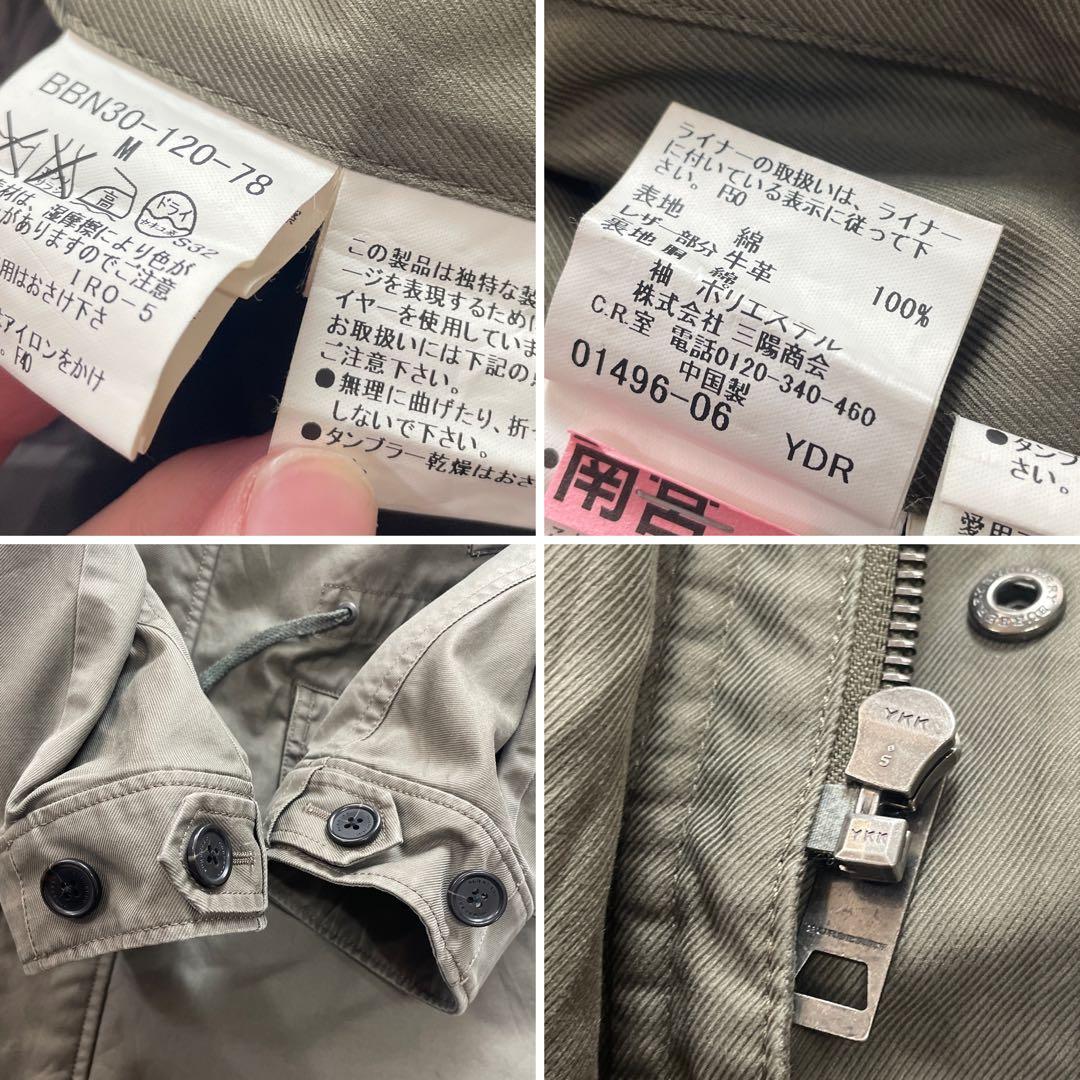 BBN30-120-78
M
高
ドライ
S32
材は、湿摩擦により色が
がありますのでご注意
IRO-5
用はおさけ下さ
アイロンをかけ
。F40
この製品は独特な製
ージを表現するため
イヤーを使用していま
お取扱いには下記の
ご注意下さい。
●無理に曲げたり、折
しないで下さい。
●タンブラー乾燥はおさ
ライナーの取扱いは、ライナー
に付いている表示に従って下
さい。F30
表地 綿 100%
レザー部分 牛革
表地 胴 綿
袖 ポリエステル
株式会社 三陽商会
C.R.室 電話0120-340-460
中国製
01496-06 YDR
●タンブ
さい。
YKK
5
YKK